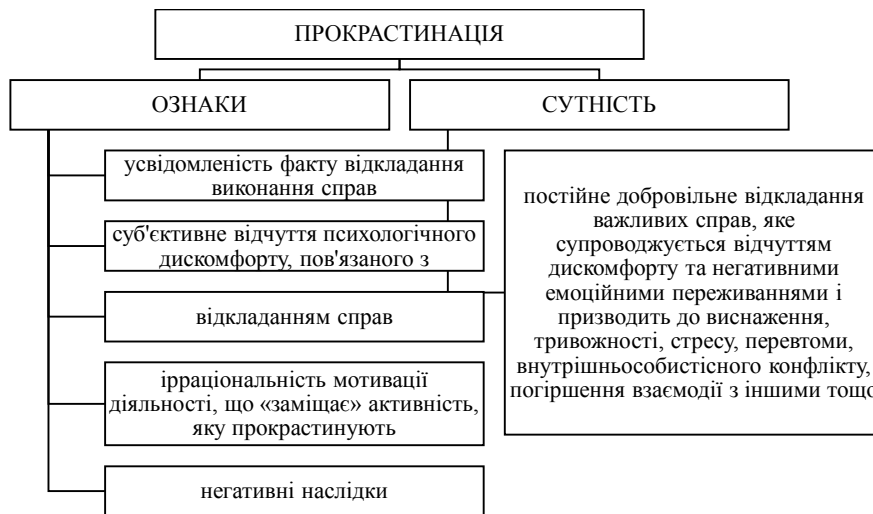 ПРОКРАСТИНАЦІЯ
ОЗНАКИ
усвідомленість факту відкладання
виконання справ
суб'єктивне відчуття психологічного
дискомфорту, пов'язаного з
відкладанням справ
ірраціональність мотивації
діяльності, що «заміщає» активність,
яку прокрастинують
негативні наслідки
СУТНІСТЬ
постійне добровільне відкладання
важливих справ, яке
супроводжується відчуттям
дискомфорту та негативними
емоційними переживаннями і
призводить до виснаження,
тривожності, стресу, перевтоми,
внутрішньособистісного конфлікту,
погіршення взаємодії з іншими тощо